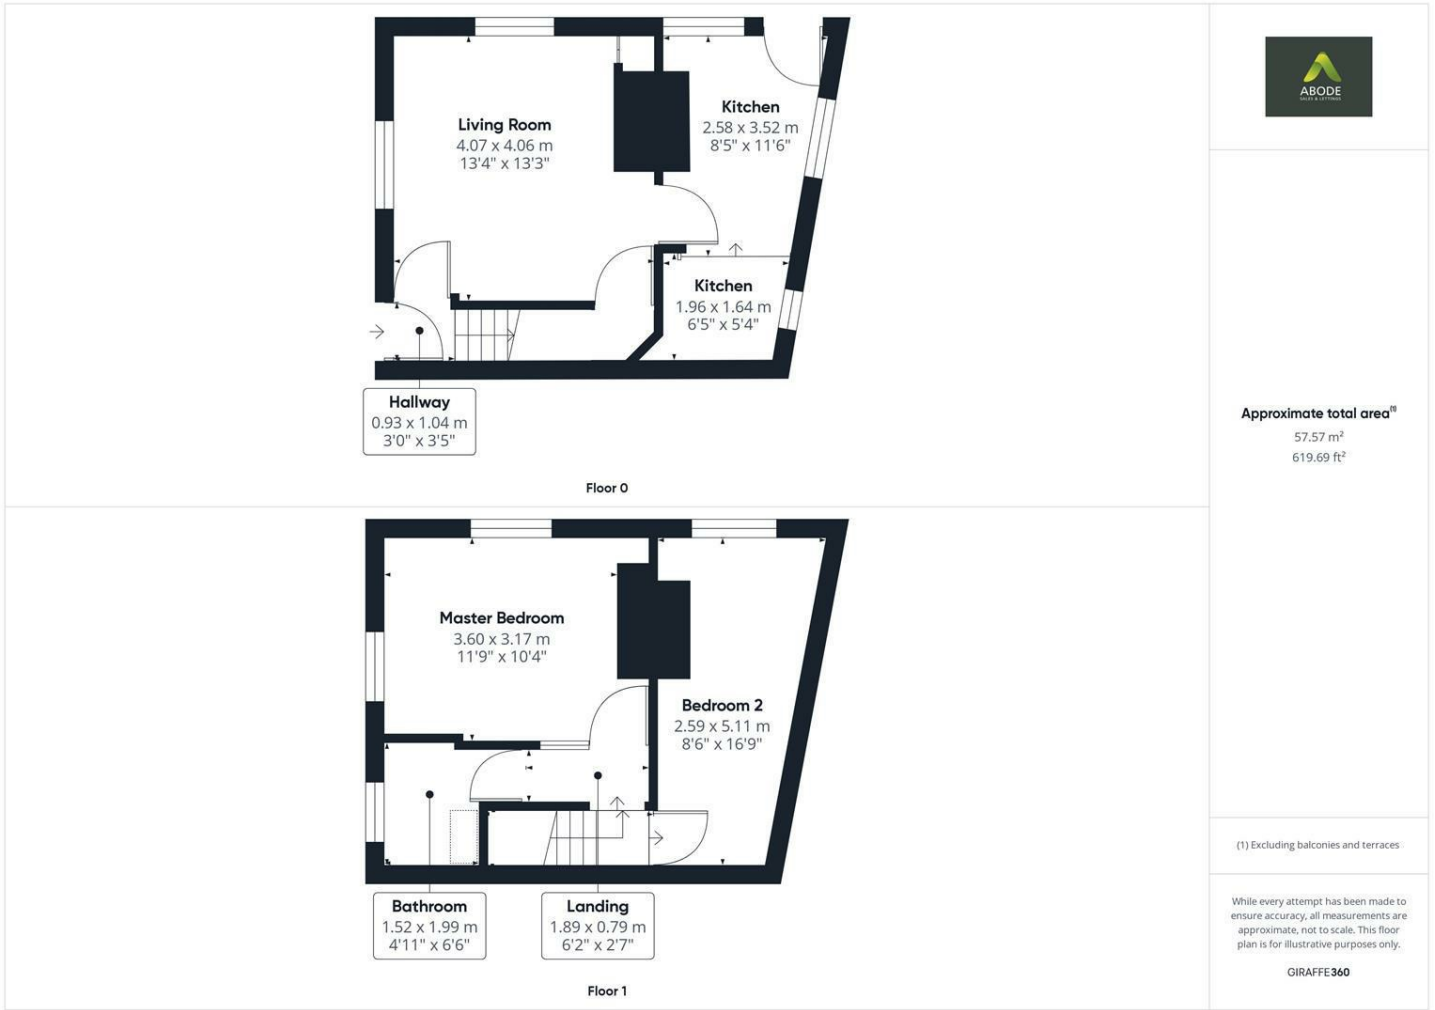 Living Room
4.07 x 4.06 m
13'4" x 13'3"
Kitchen
2.58 x 3.52 m
8'5" x 11'6"
Kitchen
1.96 x 1.64 m
6'5" x 5'4"
Hallway
0.93 x 1.04 m
3'0" x 3'5"
Floor 0
Master Bedroom
3.60 x 3.17 m
11'9" x 10'4"
Bedroom 2
2.59 x 5.11 m
8'6" x 16'9"
Bathroom
1.52 x 1.99 m
4'11" x 6'6"
Landing
1.89 x 0.79 m
6'2" x 2'7"
Floor 1
ABODE
SALES & LETTINGS
Approximate total area(1)
57.57 m²
619.69 ft²
(1) Excluding balconies and terraces
While every attempt has been made to
ensure accuracy, all measurements are
approximate, not to scale. This floor
plan is for illustrative purposes only.
GIRAFFE360